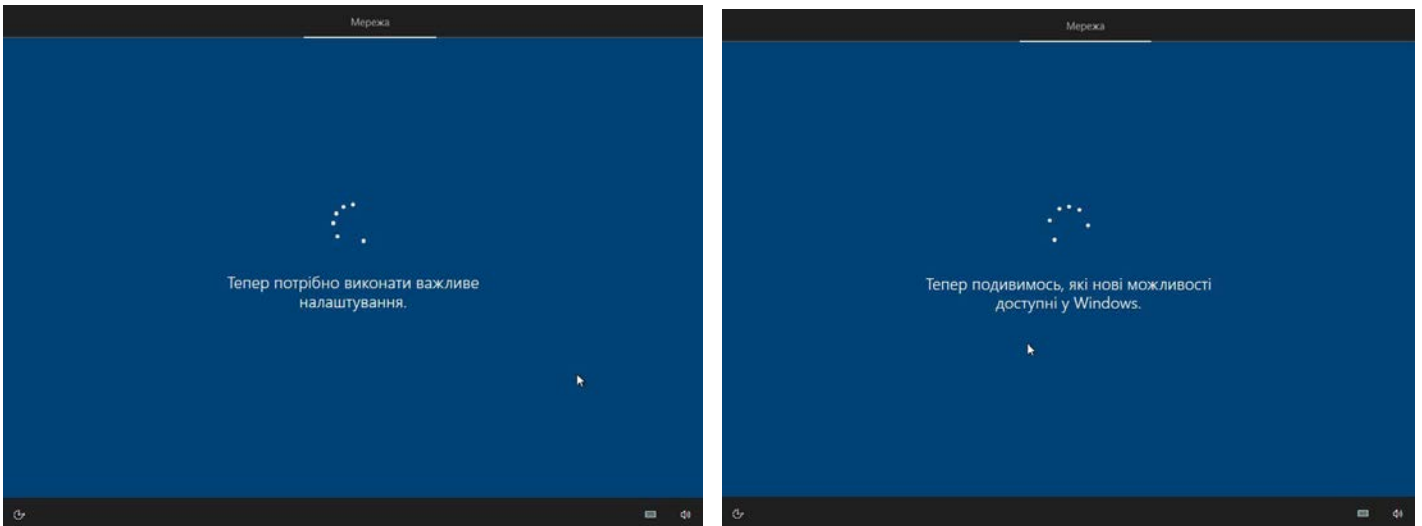 Мережа
Тепер потрібно виконати важливе
налаштування.
Мережа
Тепер подивимось, які нові можливості
доступні у Windows.